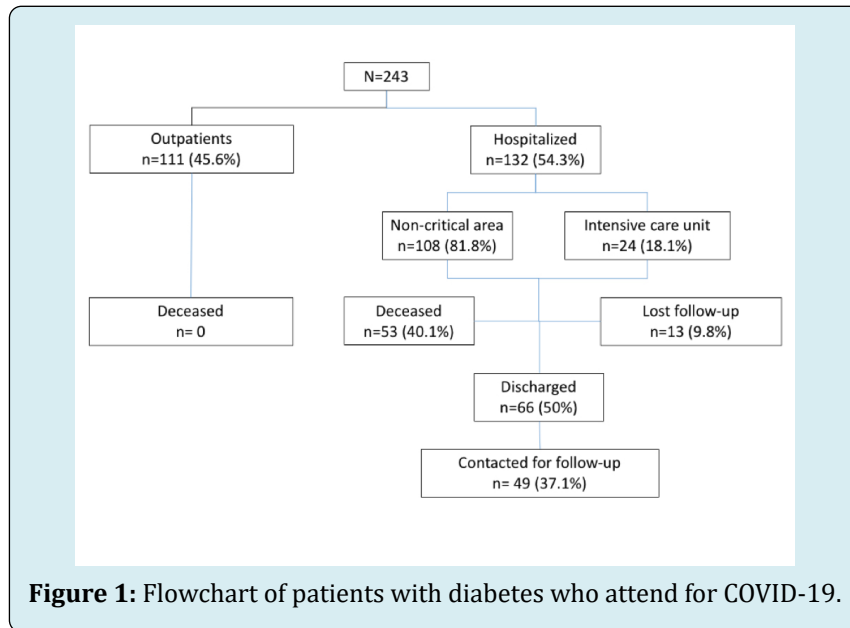 N=243
Outpatients
n=111 (45.6%)
Hospitalized
n=132 (54.3%)
Non-critical area
n=108 (81.8%)
Intensive care unit
n=24 (18.1%)
Deceased
n= 0
Deceased
n=53 (40.1%)
Lost follow-up
n=13 (9.8%)
Discharged
n=66 (50%)
Contacted for follow-up
n= 49 (37.1%)
Figure 1: Flowchart of patients with diabetes who attend for COVID-19.